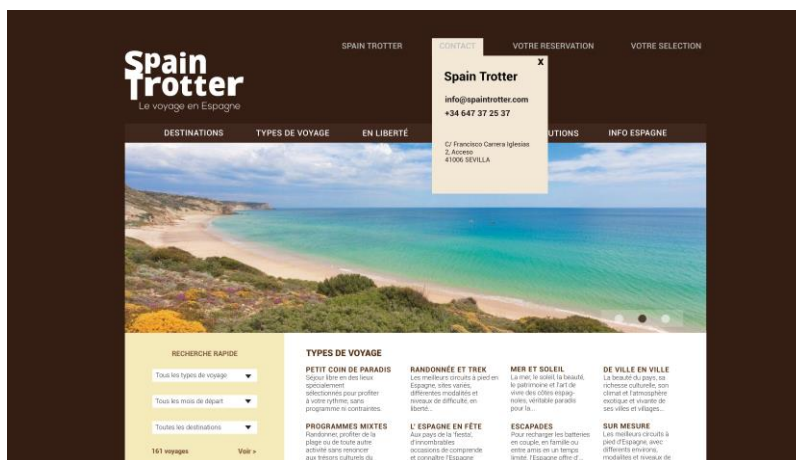 SPAIN TROTTER
CONTACT
VOTRE RESERVATION
VOTRE SELECTION
Spain
Trotter
Le voyage en Espagne
X
Spain Trotter
info@spaintrotter.com
+34 647 37 25 37
C/ Francisco Carrera Iglesias
2, Acceso
41006 SEVILLA
DESTINATIONS
TYPES DE VOYAGE
EN LIBERTÉ
UTIONS
INFO ESPAGNE
RECHERCHE RAPIDE
Tous les types de voyage
Tous les mois de départ
Toutes les destinations
161 voyages
Voir »
TYPES DE VOYAGE
PETIT COIN DE PARADIS
Séjour libre en des lieux
spécialement
sélectionnés pour profiter
à votre rythme, sans
programme ni contraintes.
RANDONNÉE ET TREK
Les meilleurs circuits à pied en
Espagne, sites variés,
différentes modalités et
niveaux de difficulté, en
liberté...
MER ET SOLEIL
La mer, le soleil, la beauté,
le patrimoine et l'art de
vivre des côtes espag-
noles, véritable paradis
pour la...
DE VILLE EN VILLE
La beauté du pays, sa
richesse culturelle, son
climat et l'atmosphère
exotique et vivante de
ses villes et villages...
PROGRAMMES MIXTES
Randonner, profiter de la
plage ou de toute autre
activité sans renoncer
aux trésors culturels du
L' ESPAGNE EN FÊTE
Aux pays de la 'fiesta',
d'innombrables
occasions de comprende
et connaître l'Espagne
ESCAPADES
Pour recharger les batteries
en couple, en famille ou
entre amis en un temps
limité, l'Espagne offre d'...
SUR MESURE
Les meilleurs circuits à
pied d'Espagne, avec
différents environs,
modalités et niveaux de